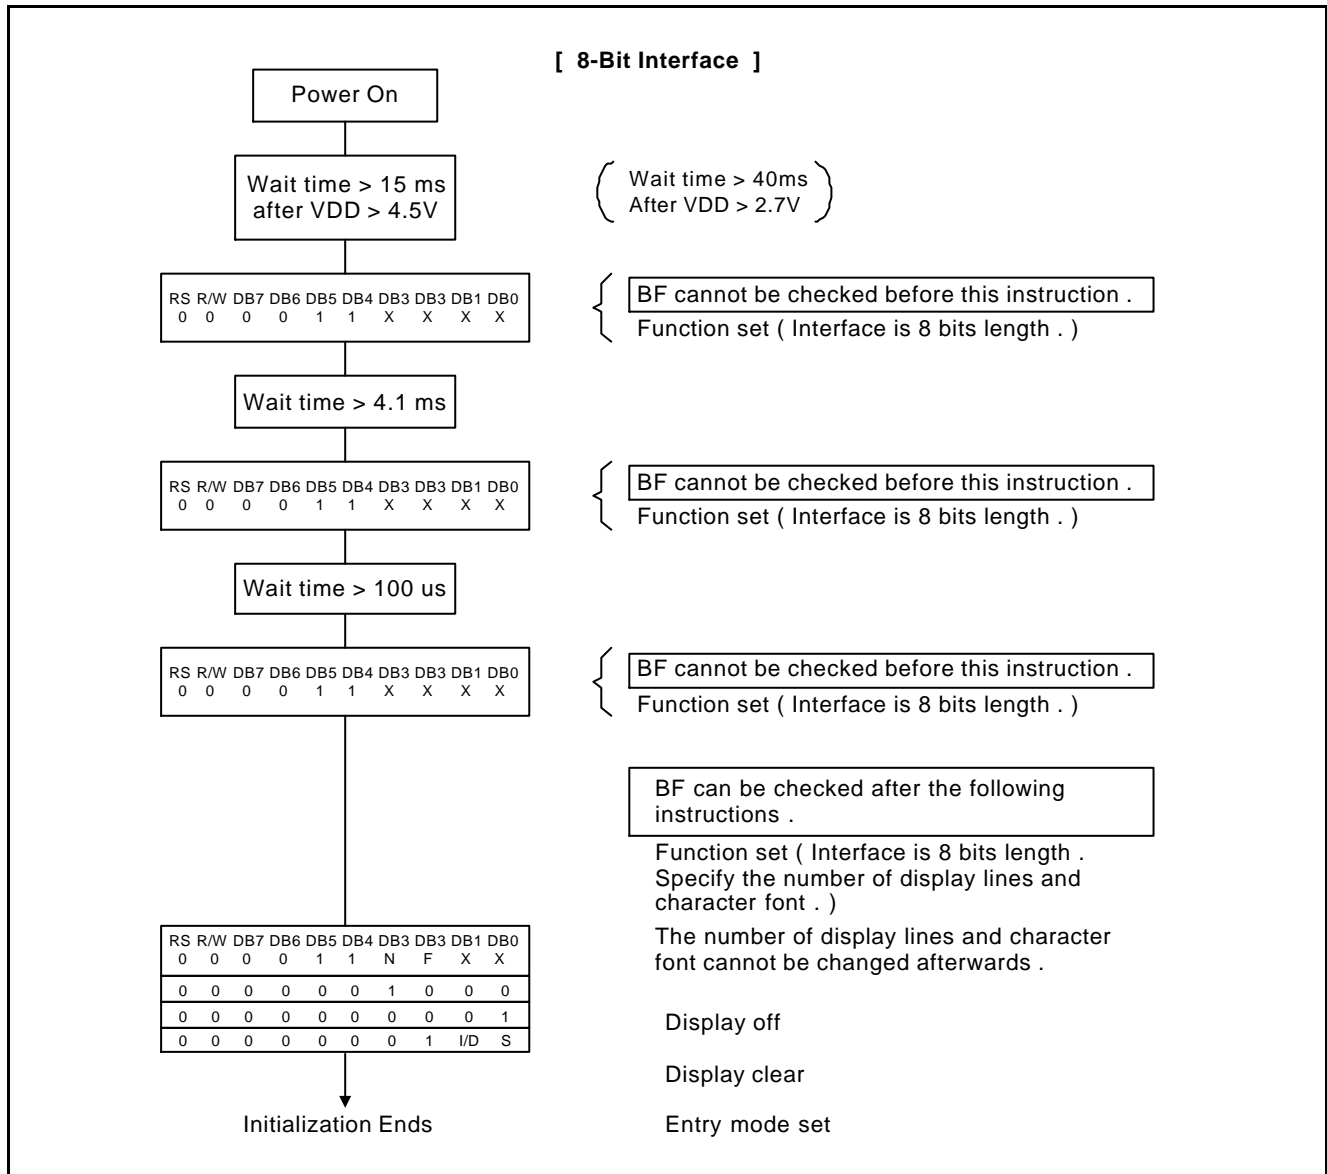 [ 8-Bit Interface ]
Power On
Wait time > 15 ms
after VDD > 4.5V
Wait time > 40ms
After VDD > 2.7V
RS R/W DB7 DB6 DB5 DB4 DB3 DB3 DB1 DB0
0 0 0 0 1 1 X X X X
BF cannot be checked before this instruction .
Function set ( Interface is 8 bits length . )
Wait time > 4.1 ms
RS R/W DB7 DB6 DB5 DB4 DB3 DB3 DB1 DB0
0 0 0 0 1 1 X X X X
BF cannot be checked before this instruction .
Function set ( Interface is 8 bits length . )
Wait time > 100 us
RS R/W DB7 DB6 DB5 DB4 DB3 DB3 DB1 DB0
0 0 0 0 1 1 X X X X
BF cannot be checked before this instruction .
Function set ( Interface is 8 bits length . )
BF can be checked after the following
instructions .
Function set ( Interface is 8 bits length .
Specify the number of display lines and
character font . )
The number of display lines and character
font cannot be changed afterwards .
RS R/W DB7 DB6 DB5 DB4 DB3 DB3 DB1 DB0
0 0 0 0 1 1 N F X X
0 0 0 0 0 0 1 0 0 0
0 0 0 0 0 0 0 0 0 1
0 0 0 0 0 0 0 1 I/D S
Display off
Display clear
Initialization Ends
Entry mode set